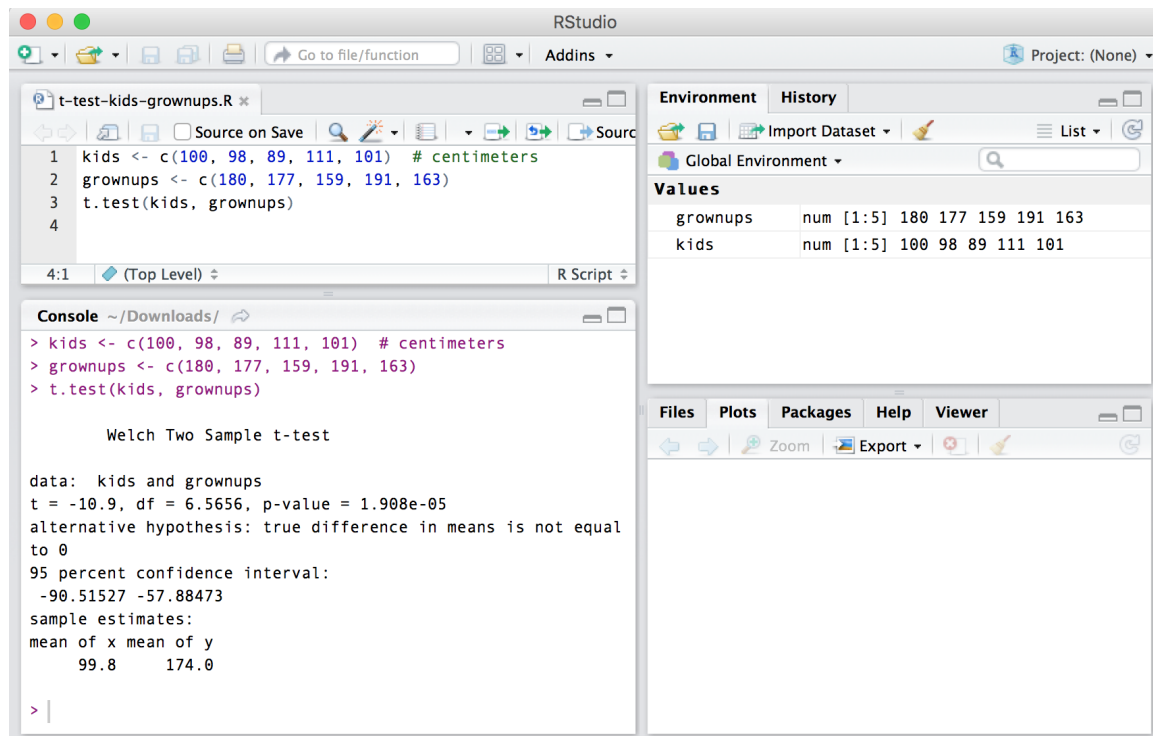 RStudio
Go to file/function
Addins
Project: (None)
t-test-kids-grownups.R
Source on Save
Sourc
1 kids <- c(100, 98, 89, 111, 101)  # centimeters
2 grownups <- c(180, 177, 159, 191, 163)
3 t.test(kids, grownups)
4
4:1 (Top Level) R Script
Console ~/Downloads/
> kids <- c(100, 98, 89, 111, 101)  # centimeters
> grownups <- c(180, 177, 159, 191, 163)
> t.test(kids, grownups)
Welch Two Sample t-test
data:  kids and grownups
t = -10.9, df = 6.5656, p-value = 1.908e-05
alternative hypothesis: true difference in means is not equal
to 0
95 percent confidence interval:
-90.51527 -57.88473
sample estimates:
mean of x mean of y
99.8 174.0
>
Environment History
Import Dataset List
Global Environment
Values
grownups num [1:5] 180 177 159 191 163
kids num [1:5] 100 98 89 111 101
Files Plots Packages Help Viewer
Zoom Export